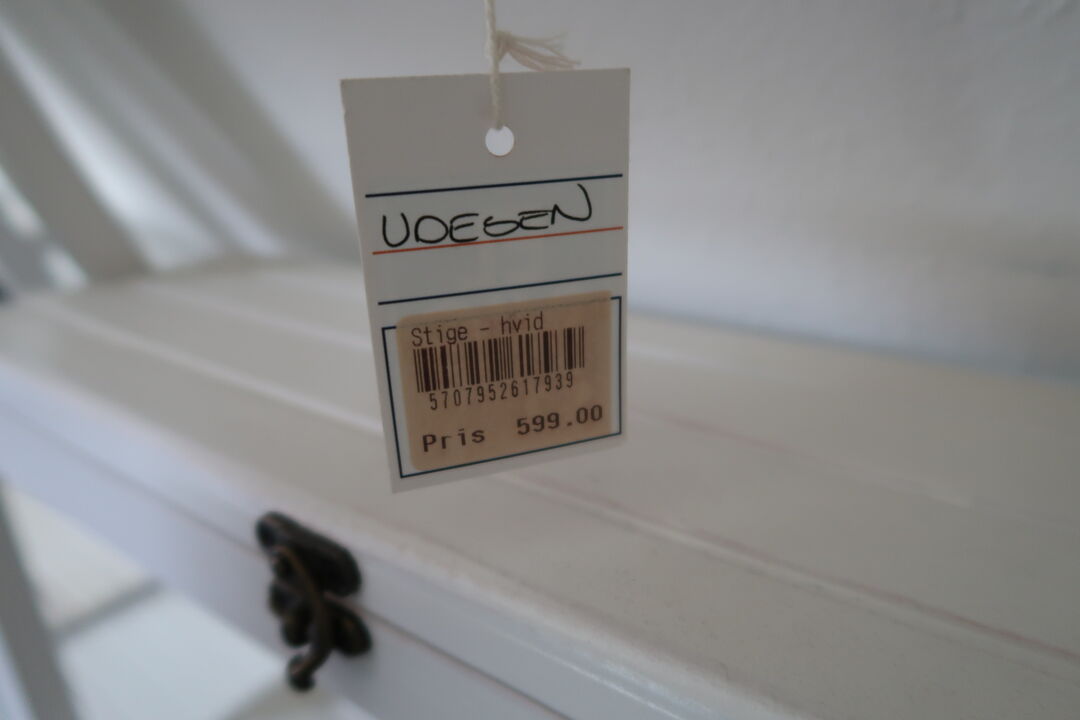 UDEGEN
Stige - hvid
5707952617939
Pris 599.00